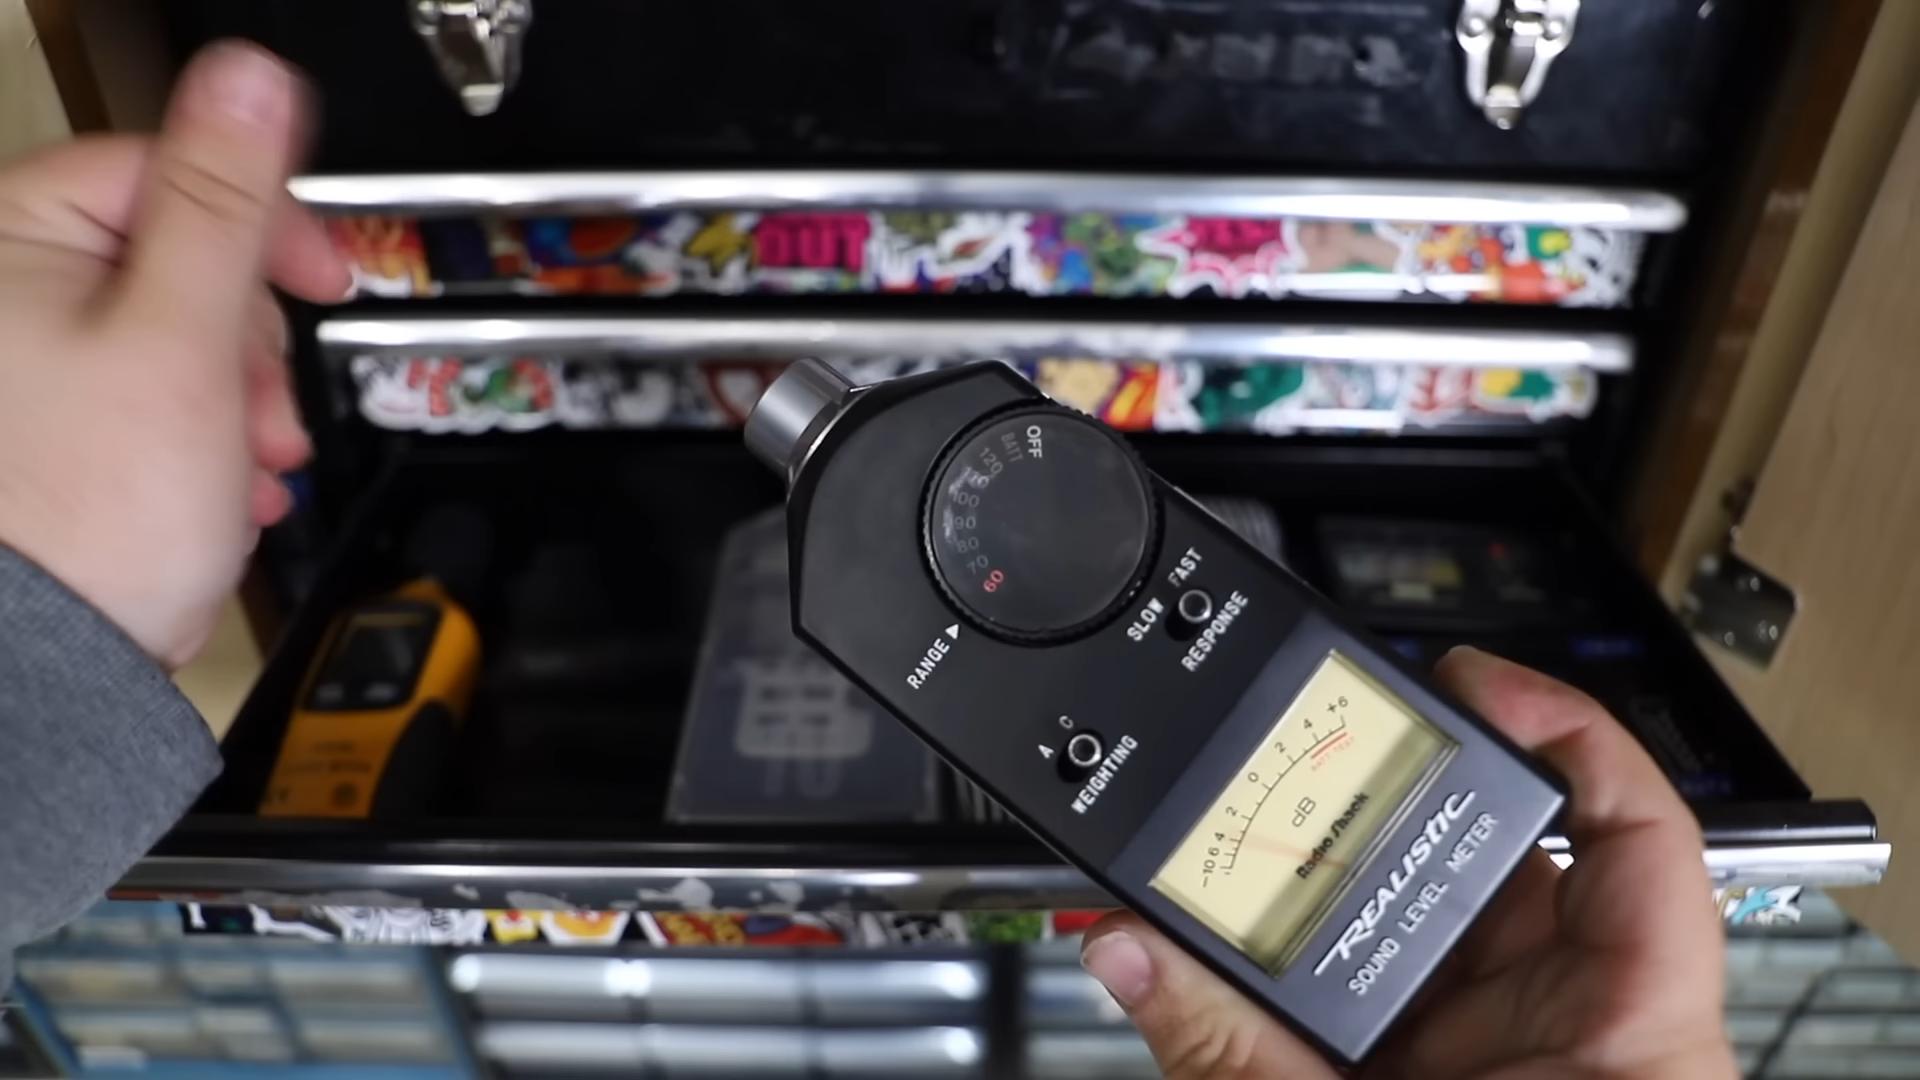 OUT
OFF
BATT
120
100
90
80
70
60
RANGE
SLOW FAST
RESPONSE
A C
WEIGHTING
-10 6 4 2 0 2 4 +6
BATT TEST
dB
Radio Shack
REALISTIC
SOUND LEVEL METER